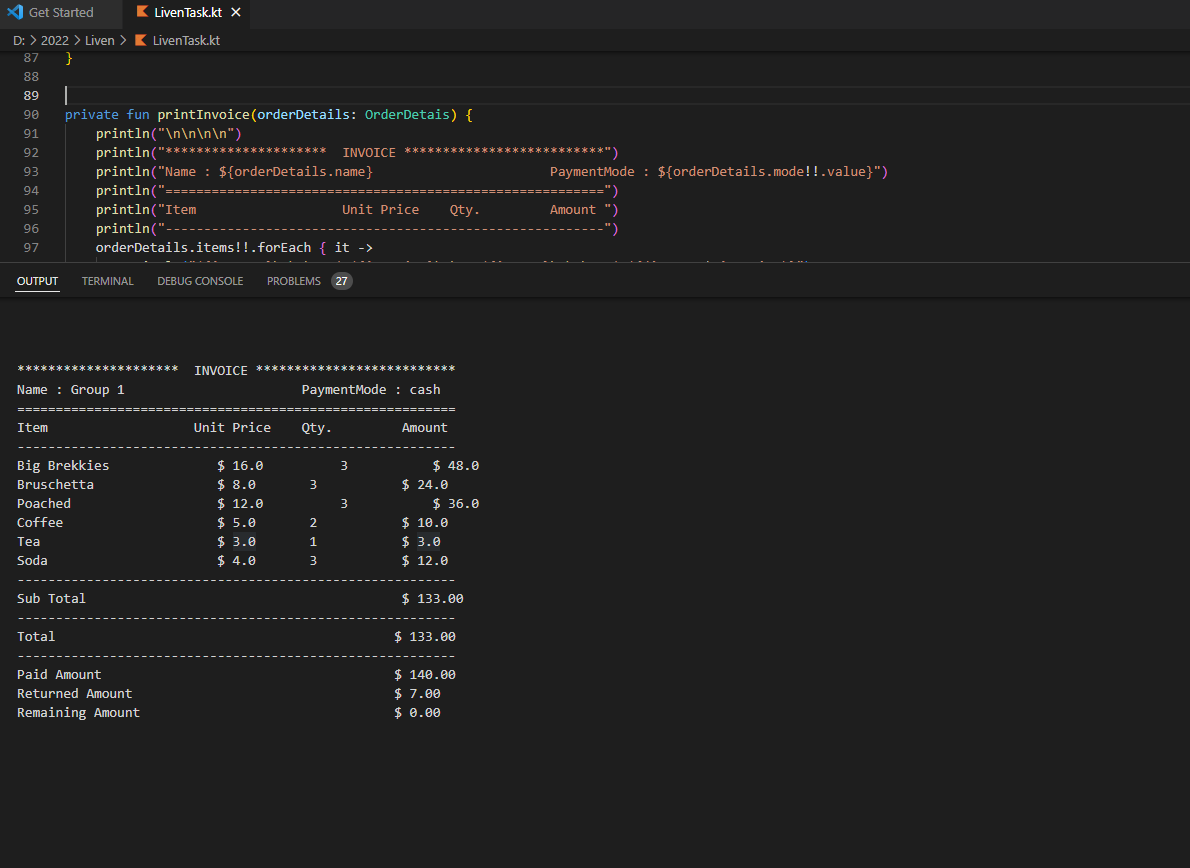 Get Started LivenTask.kt
D: > 2022 > Liven > LivenTask.kt
87 }
88
89
90 private fun printInvoice(orderDetails: OrderDetais) {
91     println("\n\n\n\n")
92     println("*********************  INVOICE **************************")
93     println("Name : ${orderDetails.name}                       PaymentMode : ${orderDetails.mode!!.value}")
94     println("=========================================================")
95     println("Item                   Unit Price    Qty.         Amount ")
96     println("---------------------------------------------------------")
97     orderDetails.items!!.forEach { it ->
OUTPUT TERMINAL DEBUG CONSOLE PROBLEMS 27
*********************  INVOICE **************************
Name : Group 1                       PaymentMode : cash
=========================================================
Item                   Unit Price    Qty.         Amount
---------------------------------------------------------
Big Brekkies              $ 16.0          3           $ 48.0
Bruschetta                $ 8.0       3           $ 24.0
Poached                   $ 12.0          3           $ 36.0
Coffee                    $ 5.0       2           $ 10.0
Tea                       $ 3.0       1           $ 3.0
Soda                      $ 4.0       3           $ 12.0
---------------------------------------------------------
Sub Total                                         $ 133.00
---------------------------------------------------------
Total                                            $ 133.00
---------------------------------------------------------
Paid Amount                                      $ 140.00
Returned Amount                                  $ 7.00
Remaining Amount                                 $ 0.00